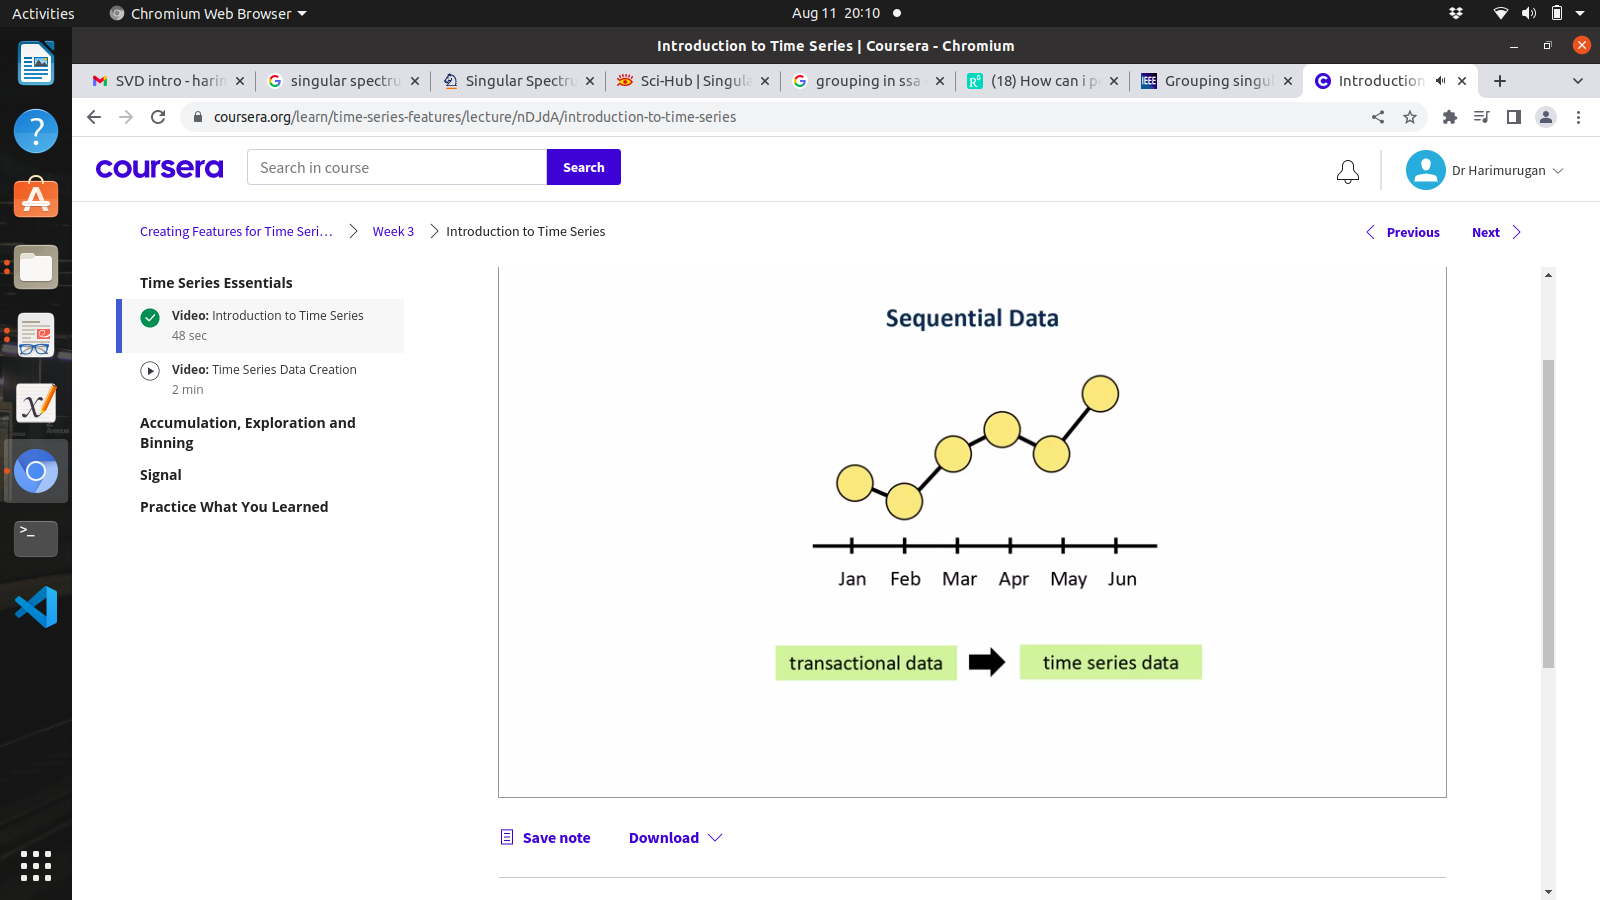 Activities
Chromium Web Browser
Aug 11 20:10
Introduction to Time Series | Coursera - Chromium
SVD intro - harin
singular spectru
Singular Spectru
Sci-Hub | Singula
grouping in ssa
(18) How can i p
Grouping singul
Introduction
coursera.org/learn/time-series-features/lecture/nDJdA/introduction-to-time-series
coursera
Search in course
Search
Dr Harimurugan
Creating Features for Time Seri...
Week 3
Introduction to Time Series
Previous
Next
Time Series Essentials
Video: Introduction to Time Series
48 sec
Video: Time Series Data Creation
2 min
Accumulation, Exploration and
Binning
Signal
Practice What You Learned
Sequential Data
Jan Feb Mar Apr May Jun
transactional data
time series data
Save note
Download